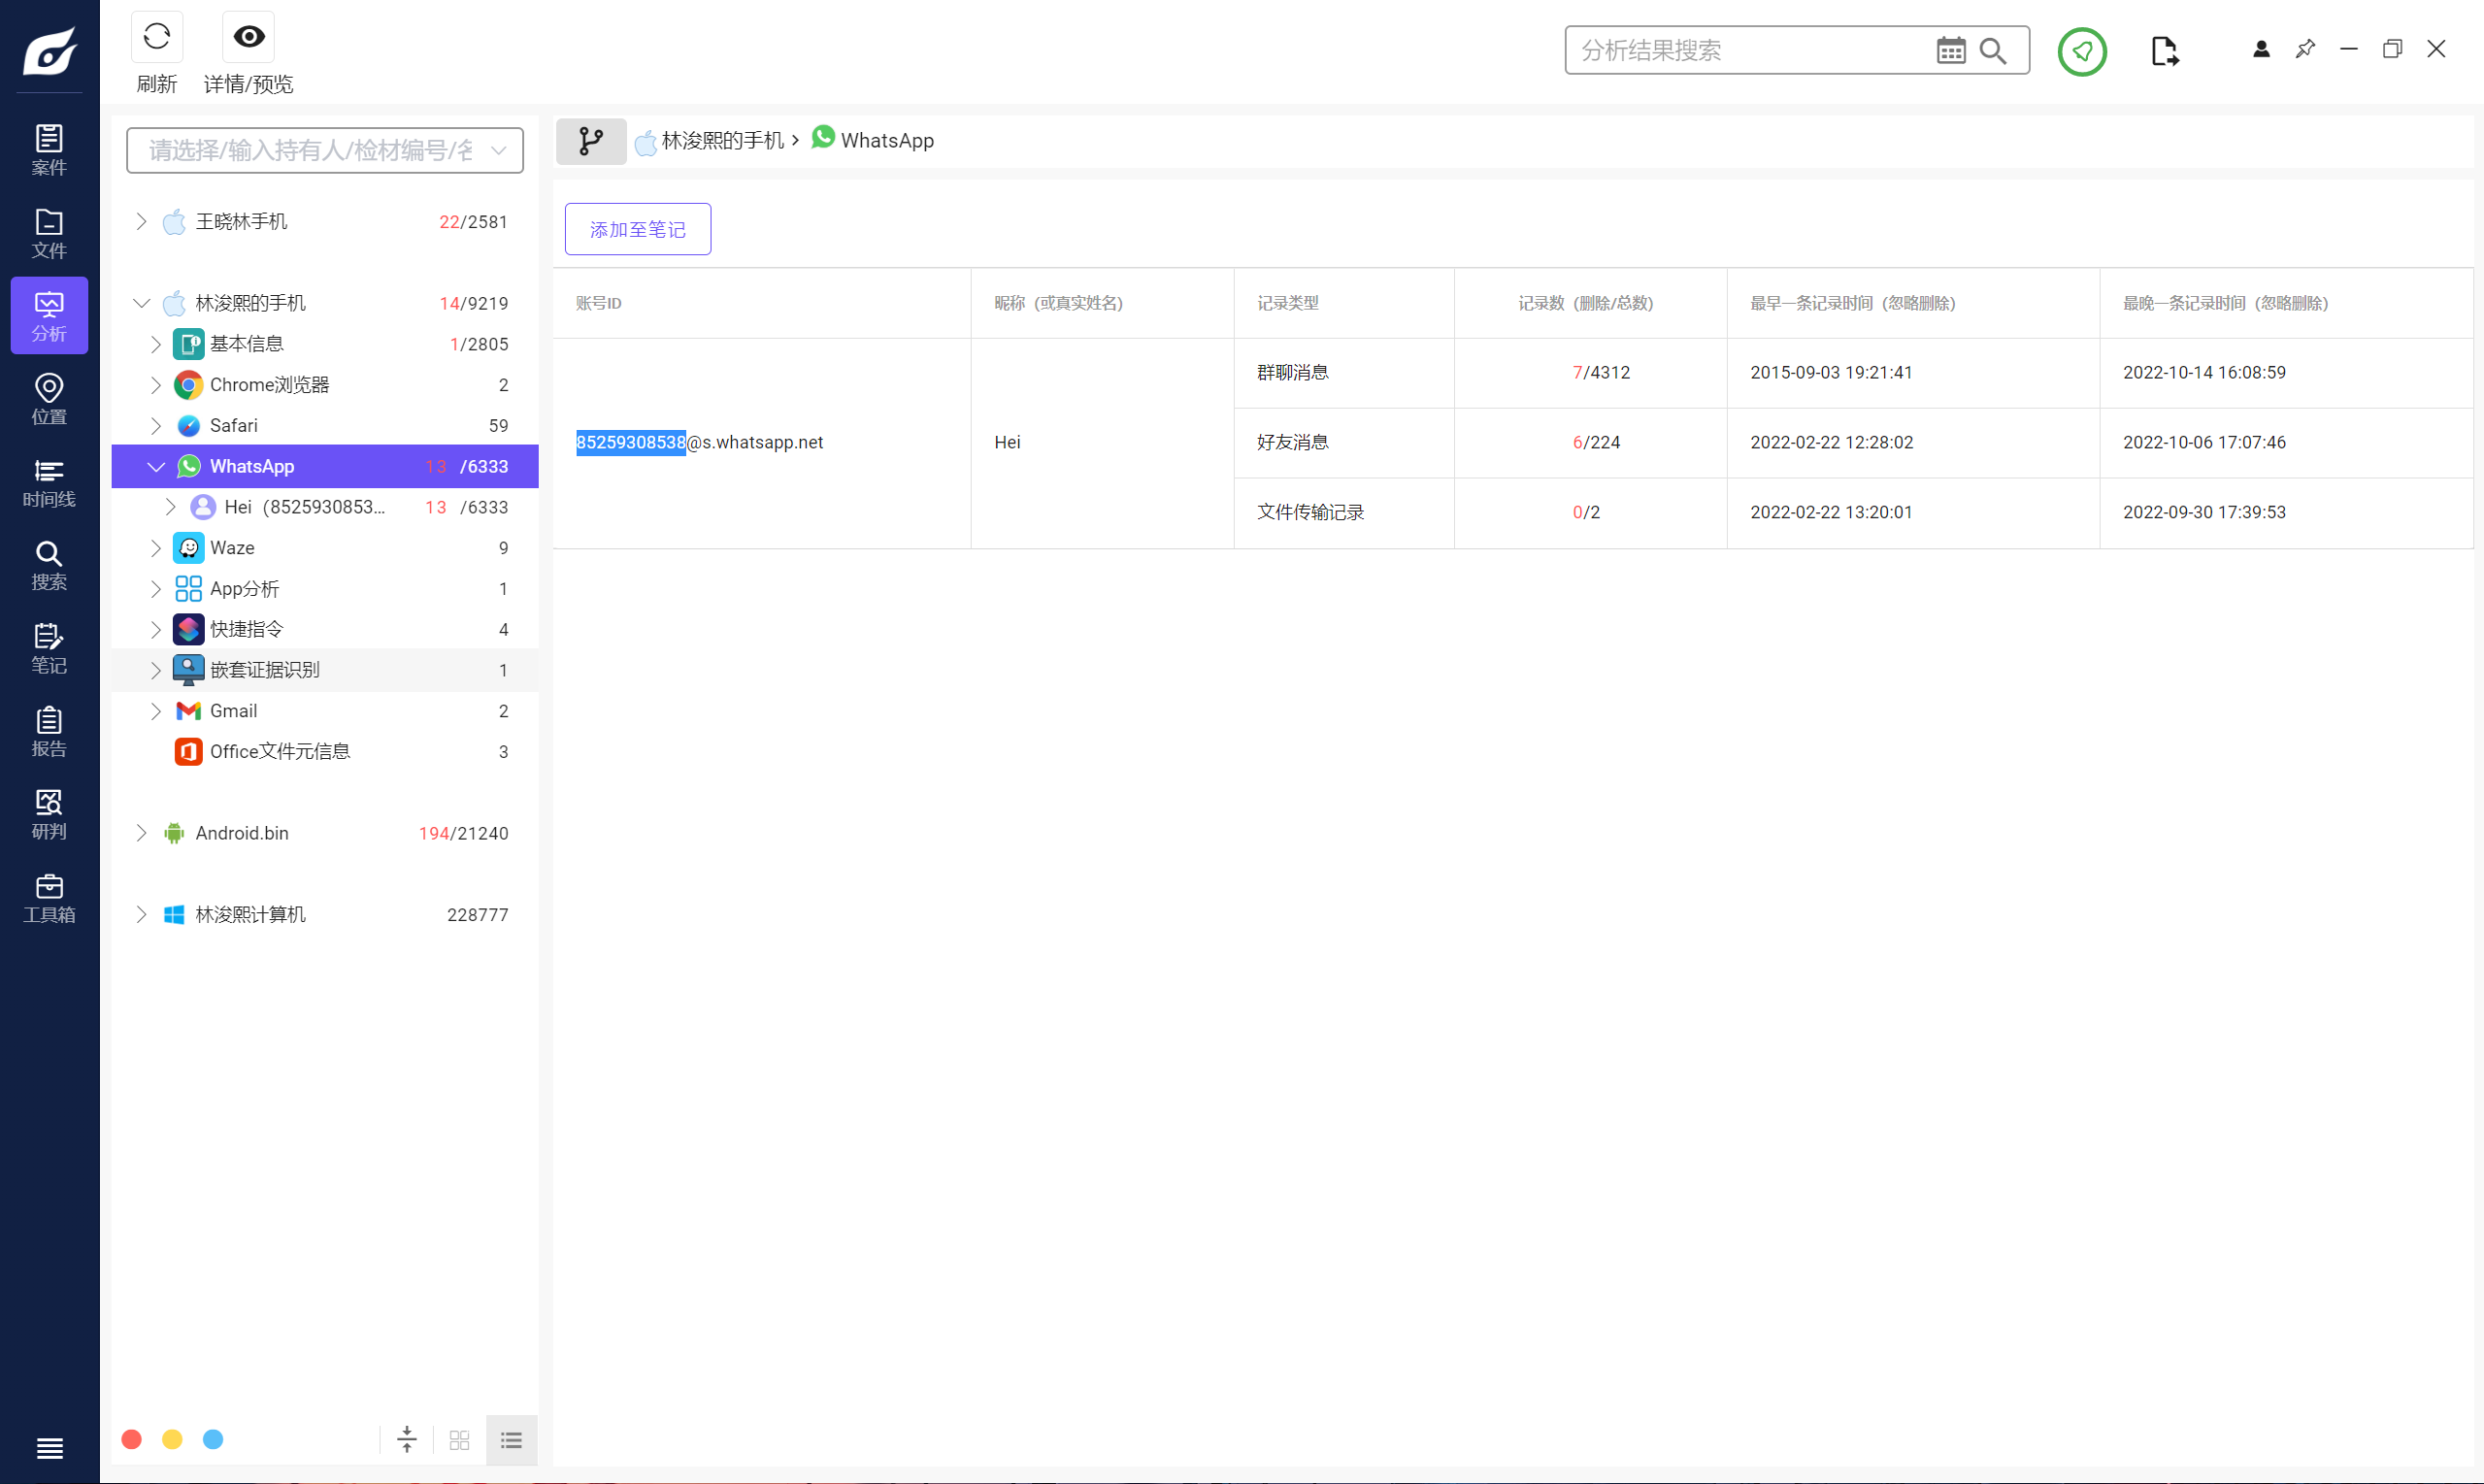 刷新
详情/预览
分析结果搜索
案件
文件
分析
位置
时间线
搜索
笔记
报告
研判
工具箱
请选择/输入持有人/检材编号/名
王晓林手机 22/2581
林浚熙的手机 14/9219
基本信息 1/2805
Chrome浏览器 2
Safari 59
WhatsApp 13 /6333
Hei（8525930853... 13 /6333
Waze 9
App分析 1
快捷指令 4
嵌套证据识别 1
Gmail 2
Office文件元信息 3
Android.bin 194/21240
林浚熙计算机 228777
林浚熙的手机 > WhatsApp
添加至笔记
账号ID 昵称（或真实姓名） 记录类型 记录数（删除/总数） 最早一条记录时间（忽略删除） 最晚一条记录时间（忽略删除）
群聊消息 7/4312 2015-09-03 19:21:41 2022-10-14 16:08:59
85259308538@s.whatsapp.net Hei 好友消息 6/224 2022-02-22 12:28:02 2022-10-06 17:07:46
文件传输记录 0/2 2022-02-22 13:20:01 2022-09-30 17:39:53